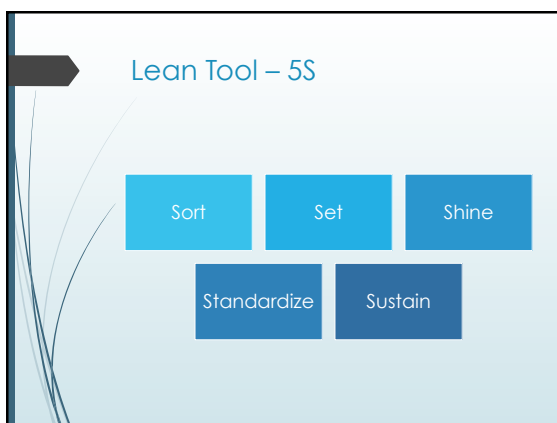 Lean Tool – 5S
Sort
Set
Shine
Standardize
Sustain